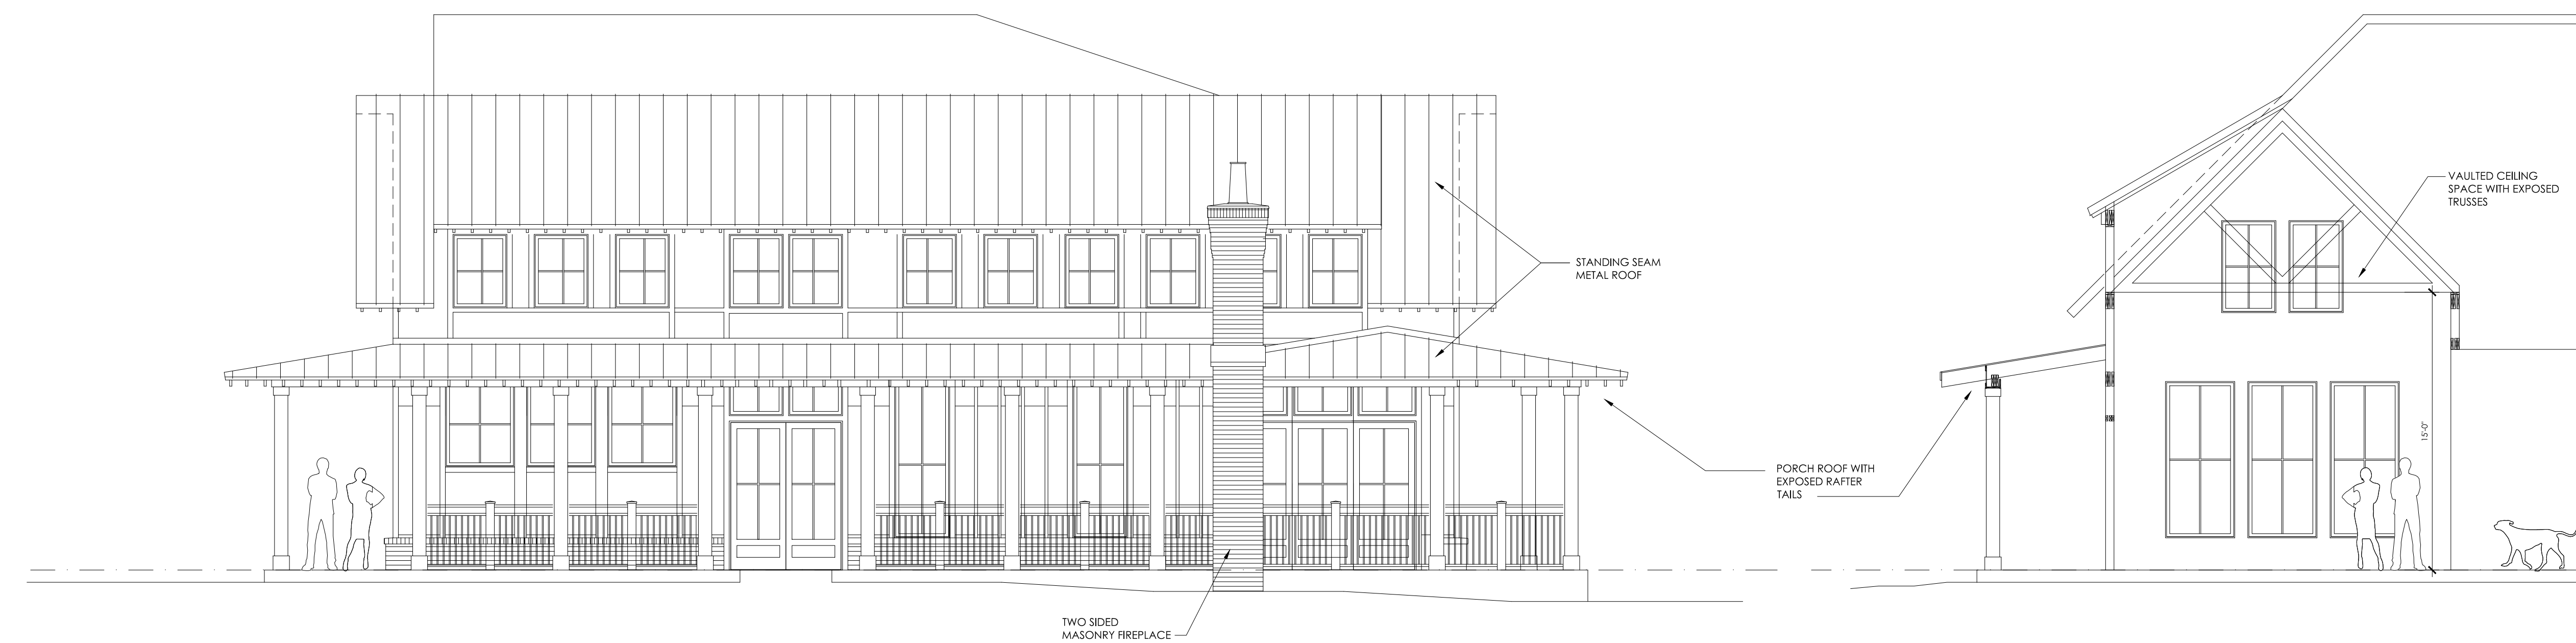 STANDING SEAM
METAL ROOF
TWO SIDED
MASONRY FIREPLACE
PORCH ROOF WITH
EXPOSED RAFTER
TAILS
VAULTED CEILING
SPACE WITH EXPOSED
TRUSSES
15'-0"